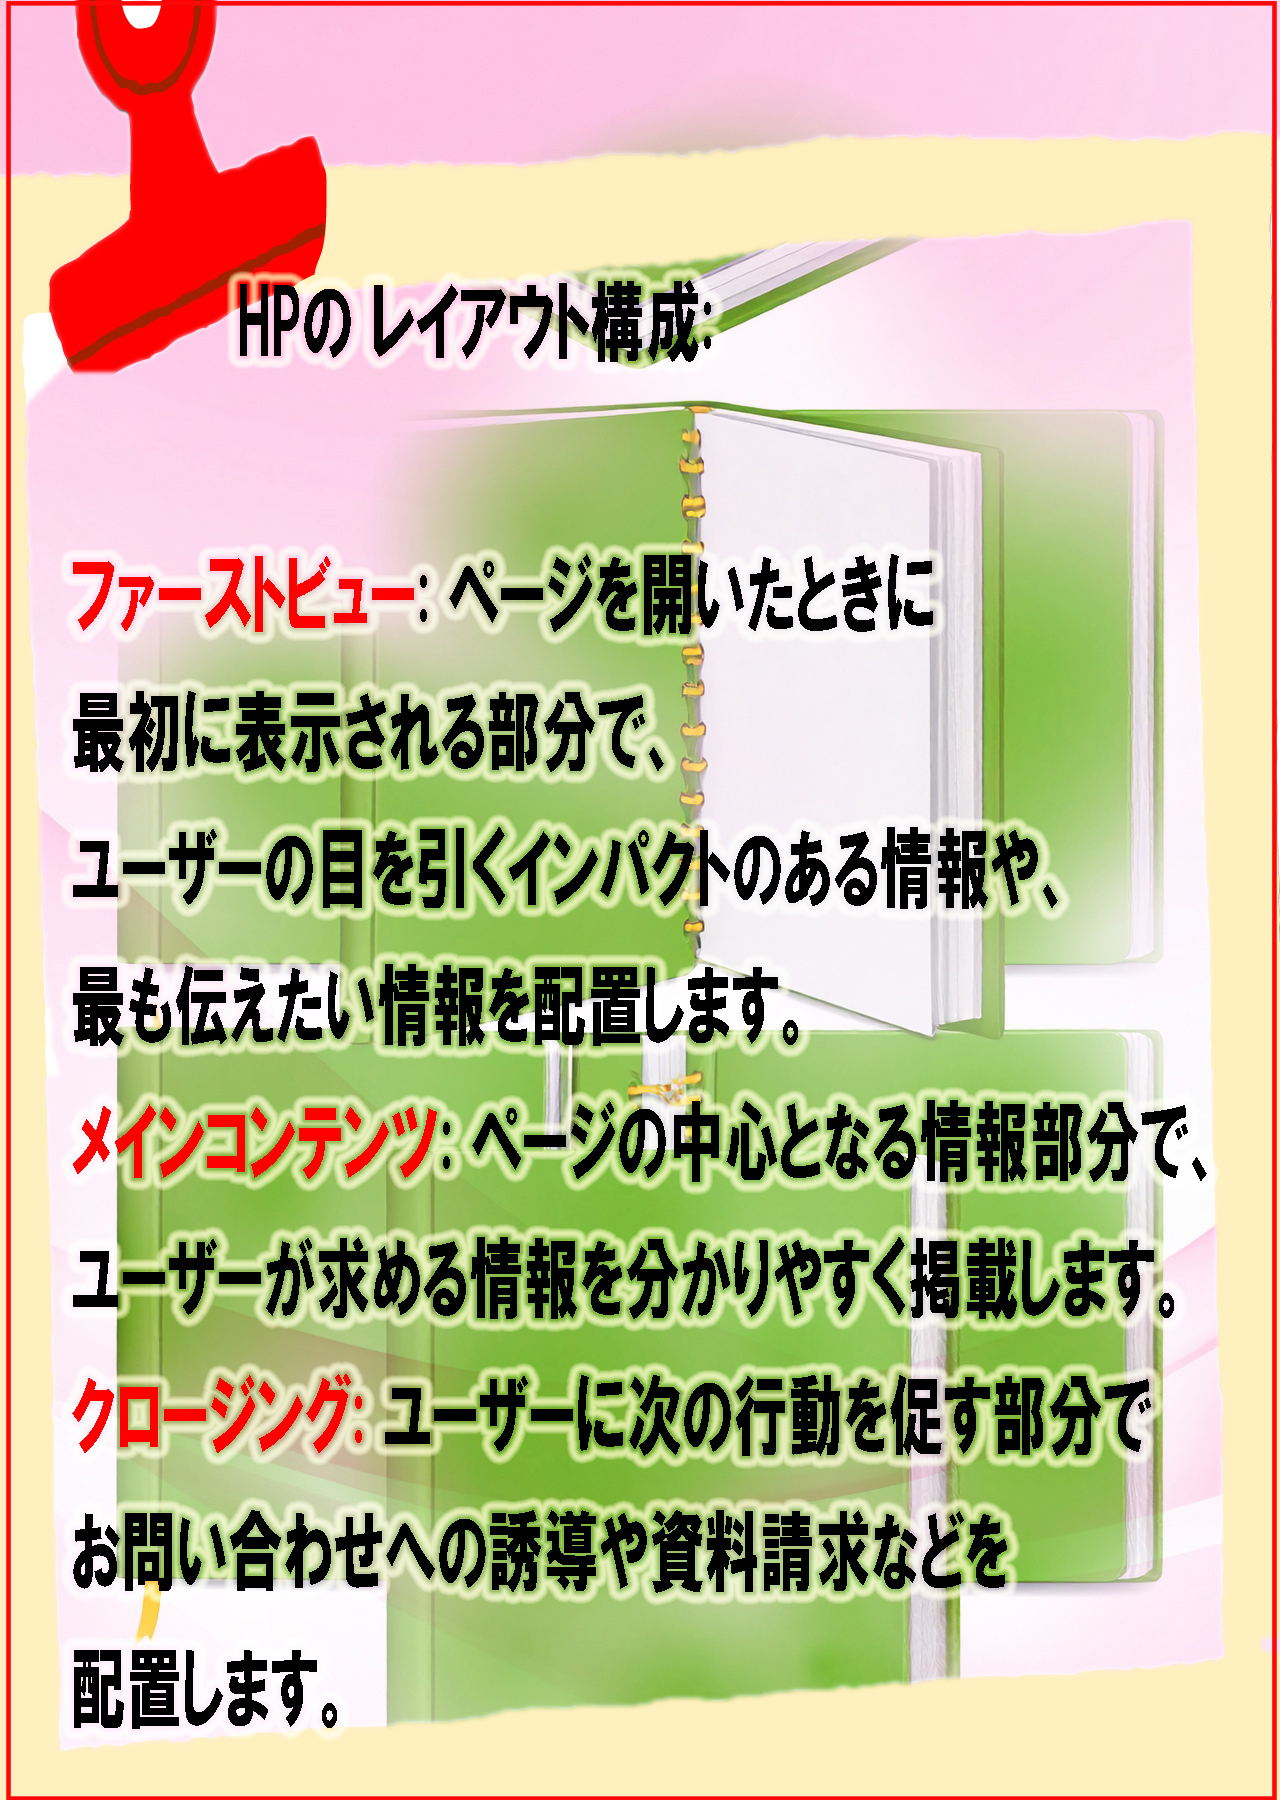 HPの レイアウト構成:
ファーストビュー: ページを開いたときに
最初に表示される部分で、
ユーザーの目を引くインパクトのある情報や、
最も伝えたい情報を配置します。
メインコンテンツ: ページの中心となる情報部分で、
ユーザーが求める情報を分かりやすく掲載します。
クロージング: ユーザーに次の行動を促す部分で
お問い合わせへの誘導や資料請求などを
配置します。